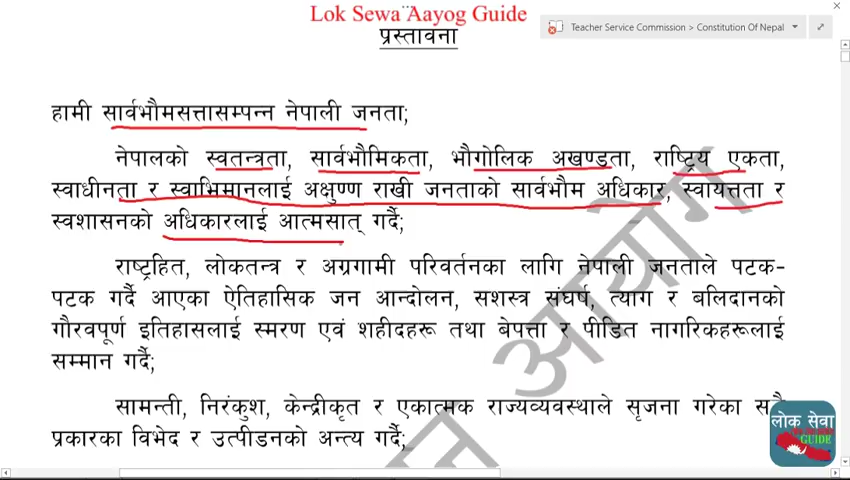 Lok Sewa Aayog Guide
Teacher Service Commission > Constitution of Nepal
प्रस्तावना
हामी सार्वभौमसत्तासम्पन्न नेपाली जनता;
नेपालको स्वतन्त्रता, सार्वभौमिकता, भौगोलिक अखण्डता, राष्ट्रिय एकता,
स्वाधीनता र स्वाभिमानलाई अक्षुण्ण राखी जनताको सार्वभौम अधिकार, स्वायत्तता र
स्वशासनको अधिकारलाई आत्मसात् गर्दै;
राष्ट्रहित, लोकतन्त्र र अग्रगामी परिवर्तनका लागि नेपाली जनताले पटक-
पटक गर्दै आएका ऐतिहासिक जन आन्दोलन, सशस्त्र संघर्ष, त्याग र बलिदानको
गौरवपूर्ण इतिहासलाई स्मरण एवं शहीदहरू तथा बेपत्ता र पीडित नागरिकहरूलाई
सम्मान गर्दै;
सामन्ती, निरंकुश, केन्द्रीकृत र एकात्मक राज्यव्यवस्थाले सृजना गरेका सबै
प्रकारका विभेद र उत्पीडनको अन्त्य गर्दै;
आयोग
लोक सेवा
GUIDE